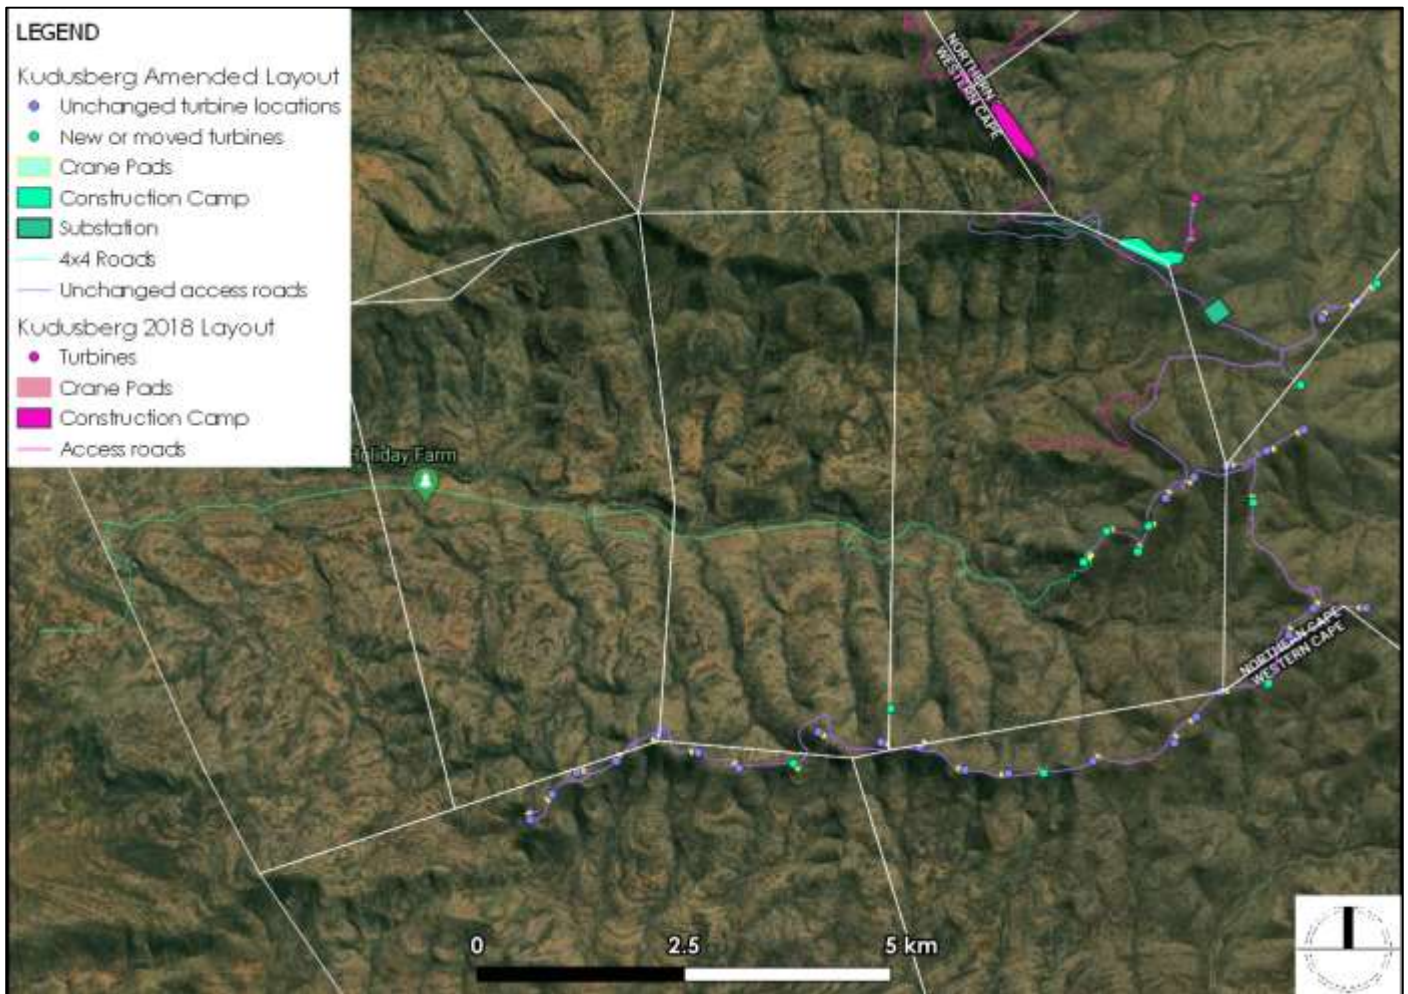 LEGEND
Kudusberg Amended Layout
Unchanged turbine locations
New or moved turbines
Crane Pads
Construction Camp
Substation
4x4 Roads
Unchanged access roads
Kudusberg 2018 Layout
Turbines
Crane Pads
Construction Camp
Access roads
NORTHERN
WESTERN CAPE
Holiday Farm
NORTHERN CAPE
WESTERN CAPE
0 2.5 5 km